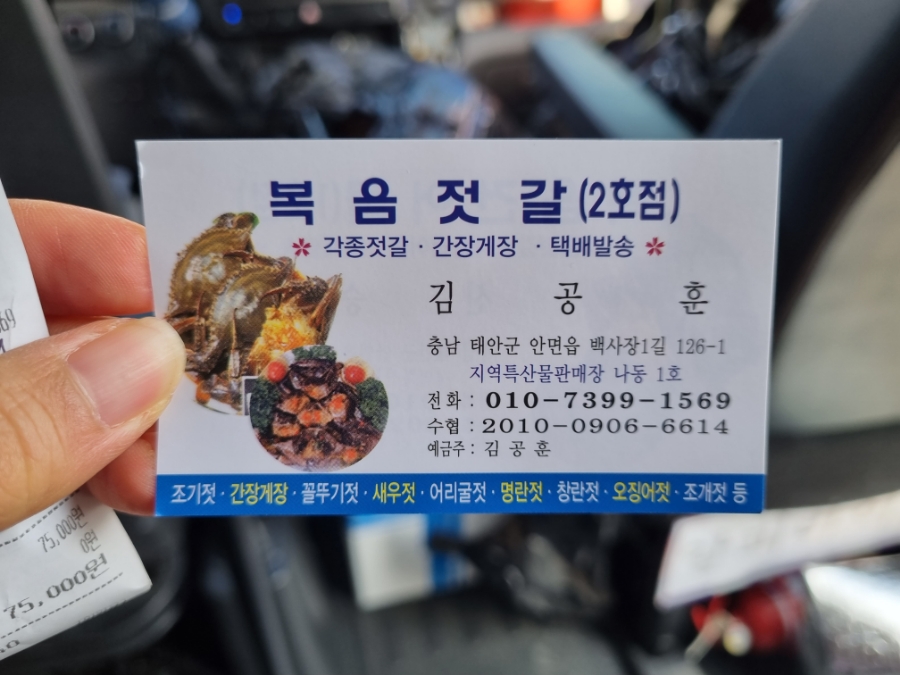 복음젓갈(2호점)
각종젓갈 · 간장게장 · 택배발송
김 공 훈
충남 태안군 안면읍 백사장1길 126-1
지역특산물판매장 나동 1호
전화 : 010-7399-1569
수협 : 2010-0906-6614
예금주 : 김 공 훈
조기젓 · 간장게장 · 꼴뚜기젓 · 새우젓 · 어리굴젓 · 명란젓 · 창란젓 · 오징어젓 · 조개젓 등
75,000원
0원
75,000원